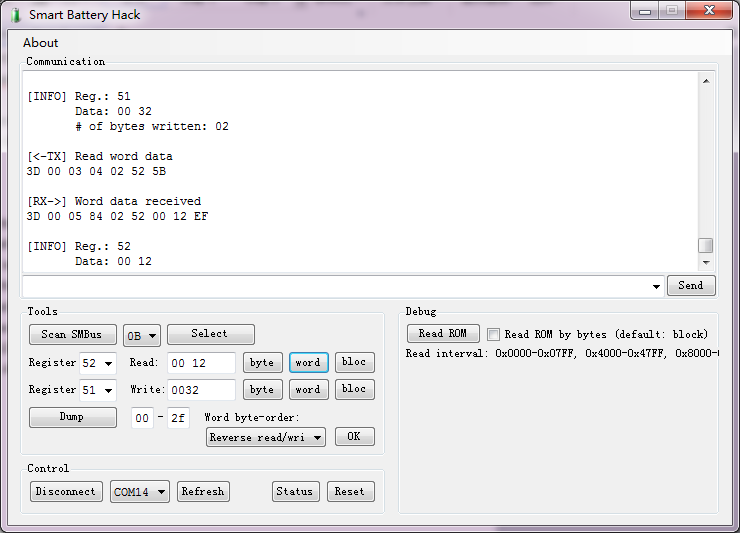 Smart Battery Hack
About
Communication
[INFO] Reg.: 51
Data: 00 32
# of bytes written: 02
[<-TX] Read word data
3D 00 03 04 02 52 5B
[RX->] Word data received
3D 00 05 84 02 52 00 12 EF
[INFO] Reg.: 52
Data: 00 12
Send
Tools
Scan SMBus 0B Select
Register 52 Read: 00 12 byte word bloc
Register 51 Write: 0032 byte word bloc
Dump 00 - 2f Word byte-order:
Reverse read/wri OK
Control
Disconnect COM14 Refresh Status Reset
Debug
Read ROM Read ROM by bytes (default: block)
Read interval: 0x0000-0x07FF, 0x4000-0x47FF, 0x8000-